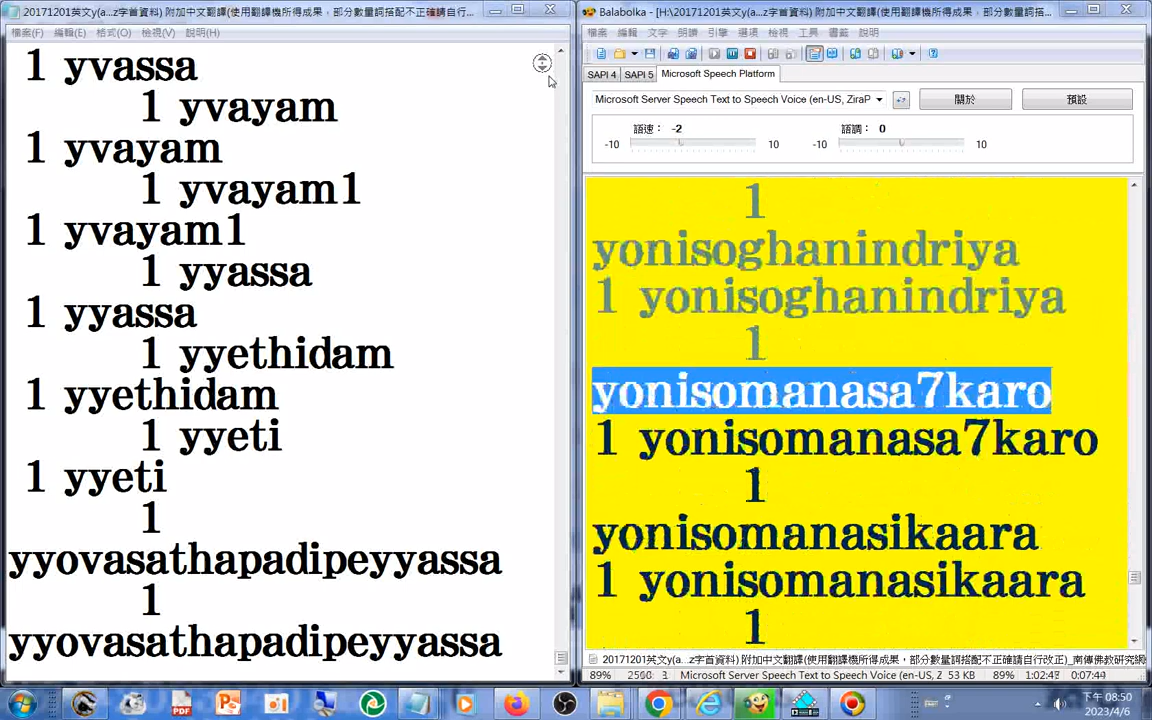 20171201英文y(a...z字首資料) 附加中文翻譯(使用翻譯機所得成果，部分數量詞搭配不正確請自行...
檔案(F) 編輯(E) 格式(O) 檢視(V) 說明(H)
1 yvassa
1 yvayam
1 yvayam
1 yvayam1
1 yvayam1
1 yyassa
1 yyassa
1 yyethidam
1 yyethidam
1 yyeti
1 yyeti
1
yyovasathapadipeyyassa
1
yyovasathapadipeyyassa
Balabolka - [H:\20171201英文y(a...z字首資料) 附加中文翻譯(使用翻譯機所得成果，部分數量詞搭配不...
檔案 編輯 文字 朗讀 引擎 選項 檢視 工具 書籤 說明
SAPI 4 SAPI 5 Microsoft Speech Platform
Microsoft Server Speech Text to Speech Voice (en-US, ZiraP 關於 預設
語速： -2 語調： 0
-10 10 -10 10
1
yonisoghanindriya
1 yonisoghanindriya
1
yonisomanasa7karo
1 yonisomanasa7karo
1
yonisomanasikaara
1 yonisomanasikaara
1
20171201英文y(a...z字首資料) 附加中文翻譯(使用翻譯機所得成果，部分數量詞搭配不正確請自行改正)_南傳佛教研究
89% 2560 1 Microsoft Server Speech Text to Speech Voice (en-US, Z 53 KB 89% 1:02:4 0:07:44
PDF
下午 08:50
2023/4/6